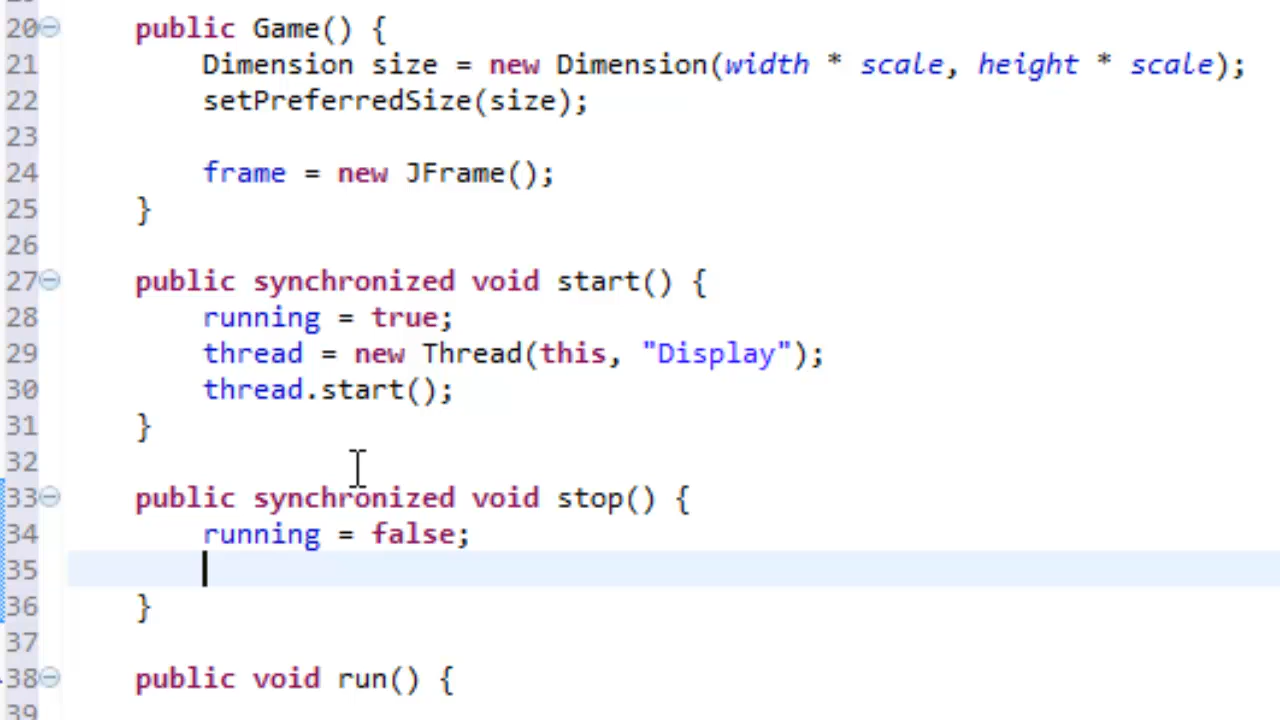 20 public Game() {
21 Dimension size = new Dimension(width * scale, height * scale);
22 setPreferredSize(size);
23
24 frame = new JFrame();
25 }
26
27 public synchronized void start() {
28 running = true;
29 thread = new Thread(this, "Display");
30 thread.start();
31 }
32
33 public synchronized void stop() {
34 running = false;
35
36 }
37
38 public void run() {
39